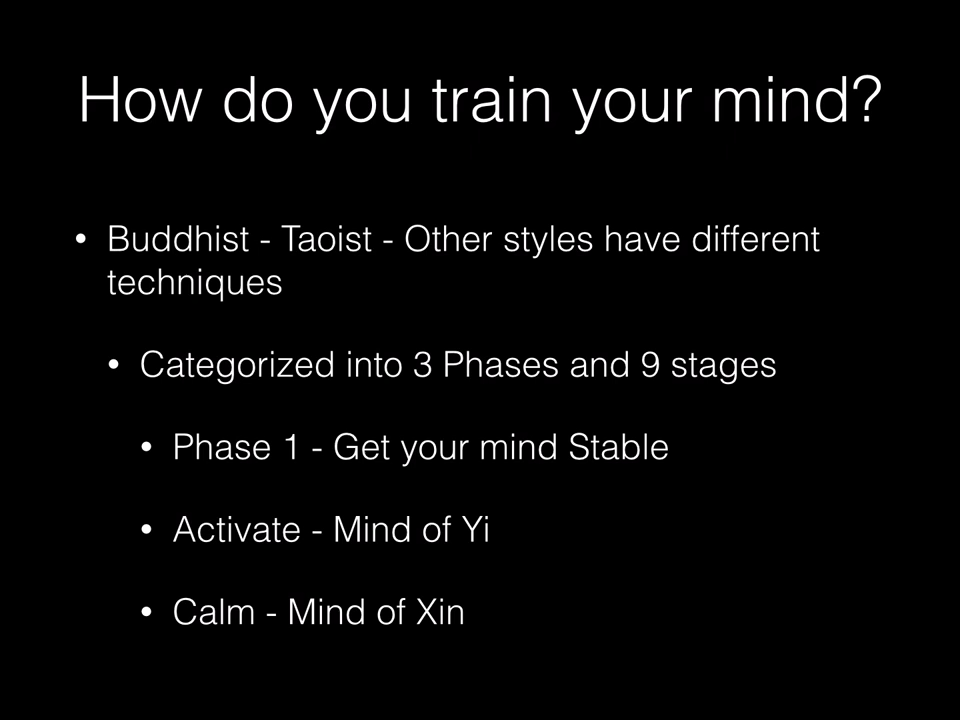 How do you train your mind?
• Buddhist - Taoist - Other styles have different
techniques
• Categorized into 3 Phases and 9 stages
• Phase 1 - Get your mind Stable
• Activate - Mind of Yi
• Calm - Mind of Xin